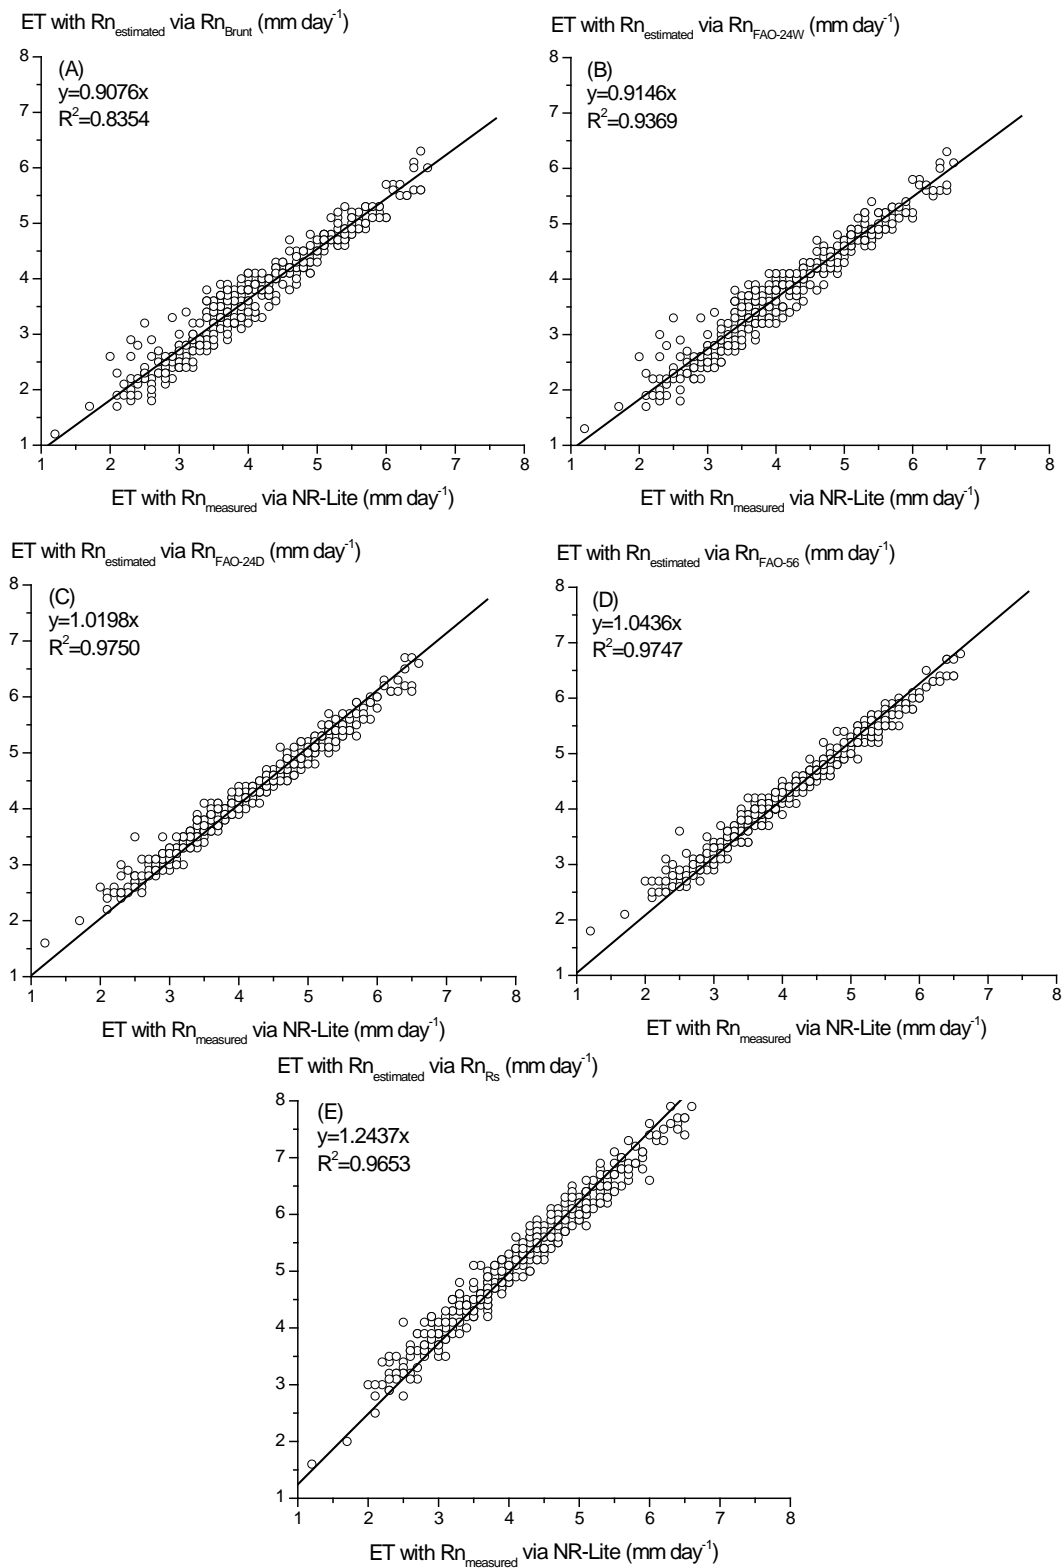 ET with Rn_estimated via Rn_Brunt (mm day^-1)
(A)
y=0.9076x
R^2=0.8354
8
7
6
5
4
3
2
1
1 2 3 4 5 6 7 8
ET with Rn_measured via NR-Lite (mm day^-1)
ET with Rn_estimated via Rn_FAO-24W (mm day^-1)
(B)
y=0.9146x
R^2=0.9369
8
7
6
5
4
3
2
1
1 2 3 4 5 6 7 8
ET with Rn_measured via NR-Lite (mm day^-1)
ET with Rn_estimated via Rn_FAO-24D (mm day^-1)
(C)
y=1.0198x
R^2=0.9750
8
7
6
5
4
3
2
1
1 2 3 4 5 6 7 8
ET with Rn_measured via NR-Lite (mm day^-1)
ET with Rn_estimated via Rn_FAO-56 (mm day^-1)
(D)
y=1.0436x
R^2=0.9747
8
7
6
5
4
3
2
1
1 2 3 4 5 6 7 8
ET with Rn_measured via NR-Lite (mm day^-1)
ET with Rn_estimated via Rn_Rs (mm day^-1)
(E)
y=1.2437x
R^2=0.9653
8
7
6
5
4
3
2
1
1 2 3 4 5 6 7 8
ET with Rn_measured via NR-Lite (mm day^-1)